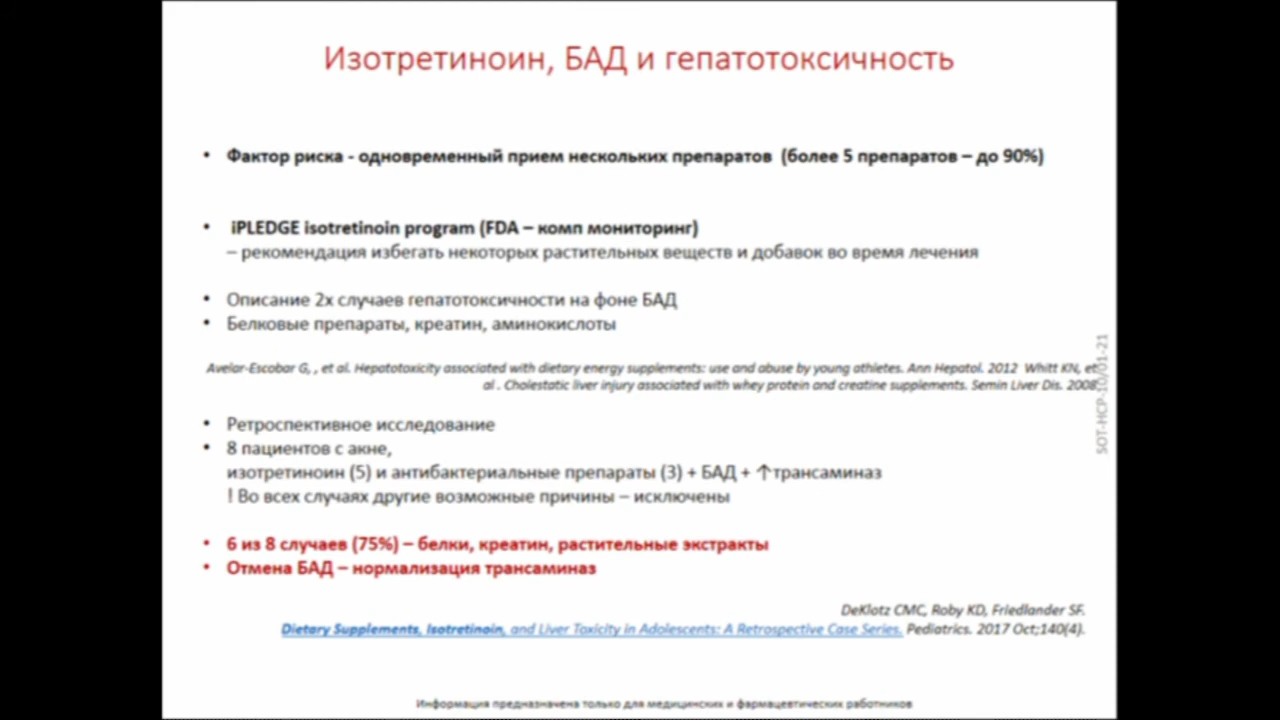 Изотретиноин, БАД и гепатотоксичность
• Фактор риска - одновременный прием нескольких препаратов (более 5 препаратов – до 90%)
• iPLEDGE isotretinoin program (FDA – комп мониторинг)
– рекомендация избегать некоторых растительных веществ и добавок во время лечения
• Описание 2х случаев гепатотоксичности на фоне БАД
• Белковые препараты, креатин, аминокислоты
Avelar-Escobar G, , et al. Hepatotoxicity associated with dietary energy supplements: use and abuse by young athletes. Ann Hepatol. 2012 Whitt KN, et
al . Cholestatic liver injury associated with whey protein and creatine supplements. Semin Liver Dis. 2008.
SOT-HCP-10/01-21
• Ретроспективное исследование
• 8 пациентов с акне,
изотретиноин (5) и антибактериальные препараты (3) + БАД + ↑трансаминаз
! Во всех случаях другие возможные причины – исключены
• 6 из 8 случаев (75%) – белки, креатин, растительные экстракты
• Отмена БАД – нормализация трансаминаз
DeKlotz CMC, Roby KD, Friedlander SF.
Dietary Supplements, Isotretinoin, and Liver Toxicity in Adolescents: A Retrospective Case Series. Pediatrics. 2017 Oct;140(4).
Информация предназначена только для медицинских и фармацевтических работников